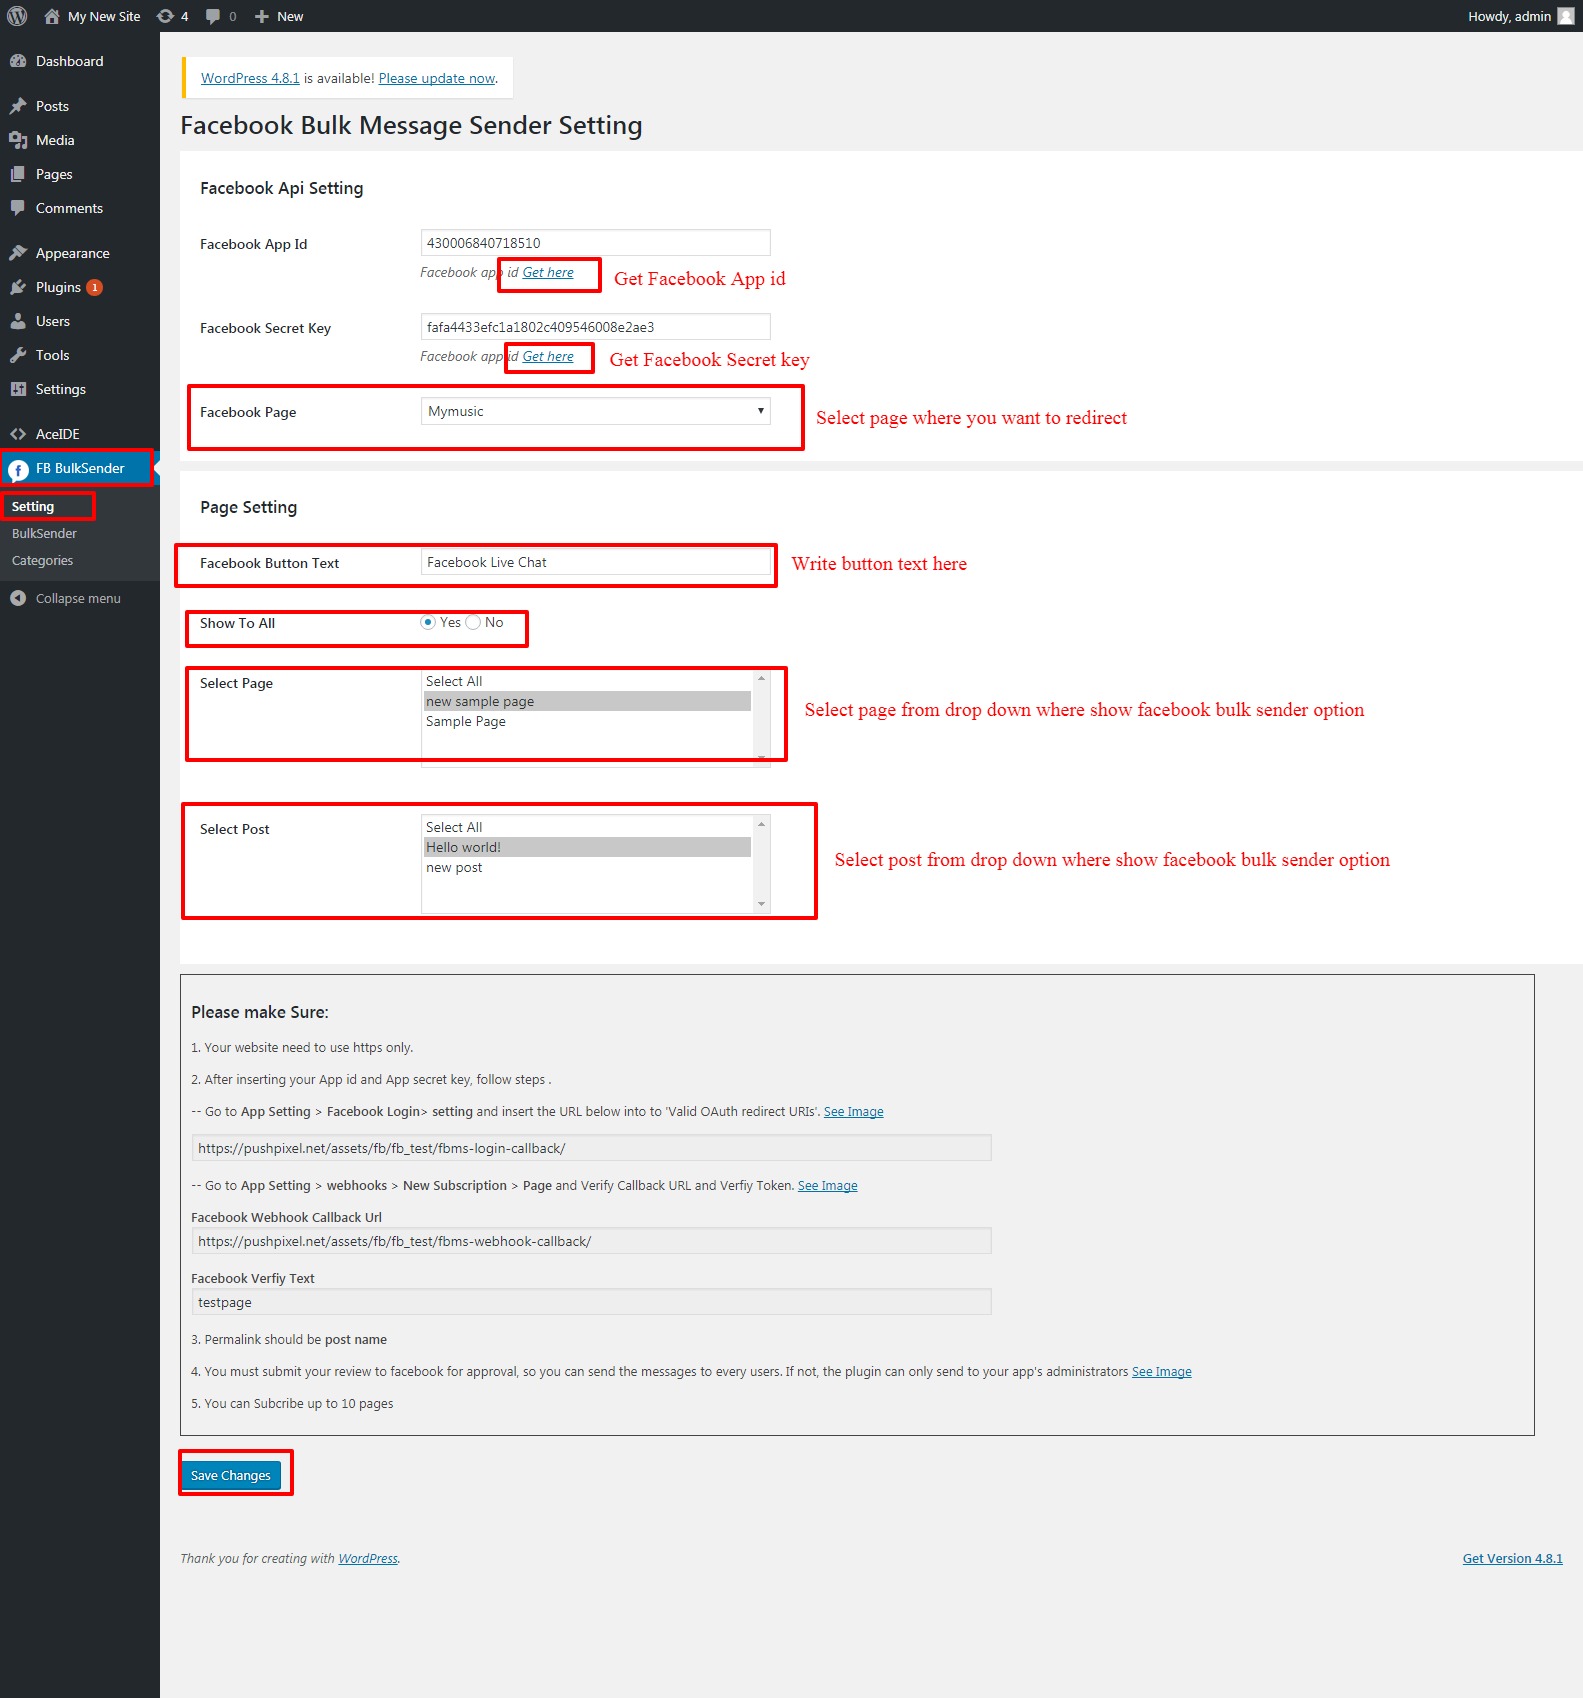 My New Site 4 0 New Howdy, admin
Dashboard
Posts
Media
Pages
Comments
Appearance
Plugins 1
Users
Tools
Settings
AceIDE
FB BulkSender
Setting
BulkSender
Categories
Collapse menu
WordPress 4.8.1 is available! Please update now.
Facebook Bulk Message Sender Setting
Facebook Api Setting
Facebook App Id 430006840718510
Facebook app id Get here Get Facebook App id
Facebook Secret Key fafa4433efc1a1802c409546008e2ae3
Facebook app id Get here Get Facebook Secret key
Facebook Page Mymusic Select page where you want to redirect
Page Setting
Facebook Button Text Facebook Live Chat Write button text here
Show To All Yes No
Select Page Select All
new sample page
Sample Page
Select page from drop down where show facebook bulk sender option
Select Post Select All
Hello world!
new post
Select post from drop down where show facebook bulk sender option
Please make Sure:
1. Your website need to use https only.
2. After inserting your App id and App secret key, follow steps .
-- Go to App Setting > Facebook Login> setting and insert the URL below into to 'Valid OAuth redirect URIs'. See Image
https://pushpixel.net/assets/fb/fb_test/fbms-login-callback/
-- Go to App Setting > webhooks > New Subscription > Page and Verify Callback URL and Verfiy Token. See Image
Facebook Webhook Callback Url
https://pushpixel.net/assets/fb/fb_test/fbms-webhook-callback/
Facebook Verfiy Text
testpage
3. Permalink should be post name
4. You must submit your review to facebook for approval, so you can send the messages to every users. If not, the plugin can only send to your app's administrators See Image
5. You can Subcribe up to 10 pages
Save Changes
Thank you for creating with WordPress. Get Version 4.8.1